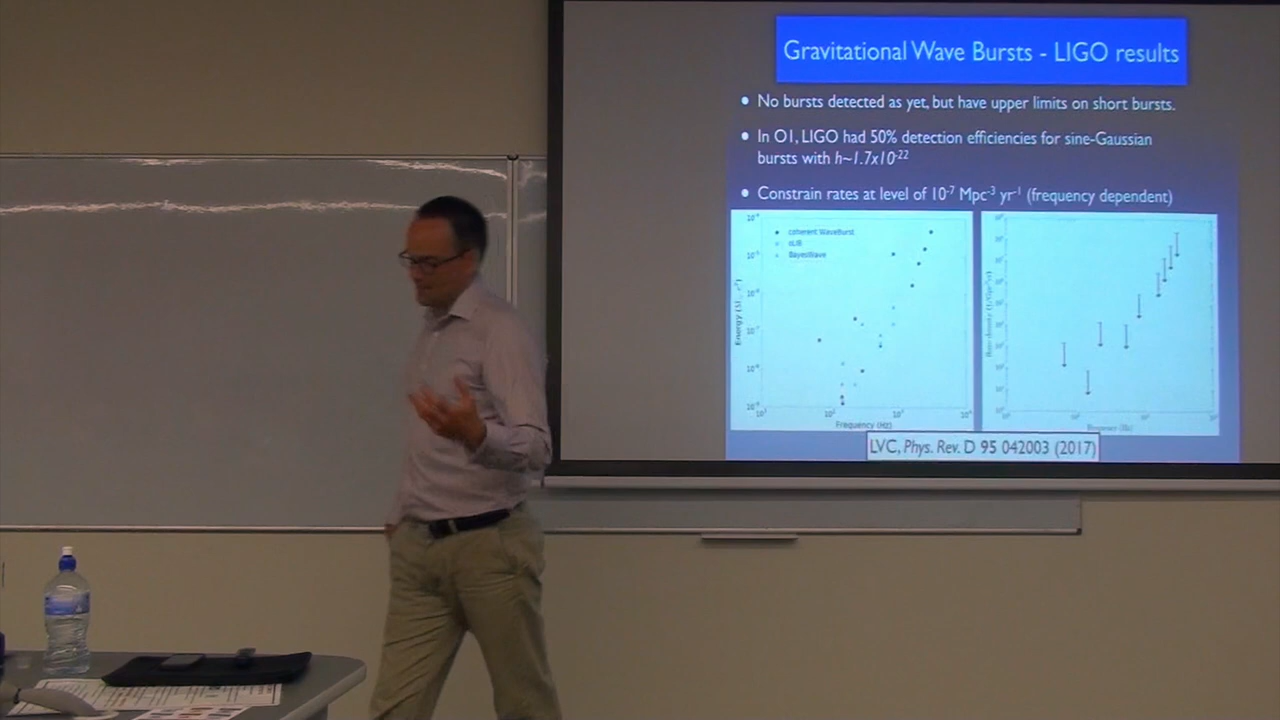 Gravitational Wave Bursts - LIGO results
• No bursts detected as yet, but have upper limits on short bursts.
• In O1, LIGO had 50% detection efficiencies for sine-Gaussian
bursts with h~1.7x10⁻²²
• Constrain rates at level of 10⁻⁷ Mpc⁻³ yr⁻¹ (frequency dependent)
coherent WaveBurst
oLIB
BayesWave
Frequency (Hz)
LVC, Phys. Rev. D 95 042003 (2017)